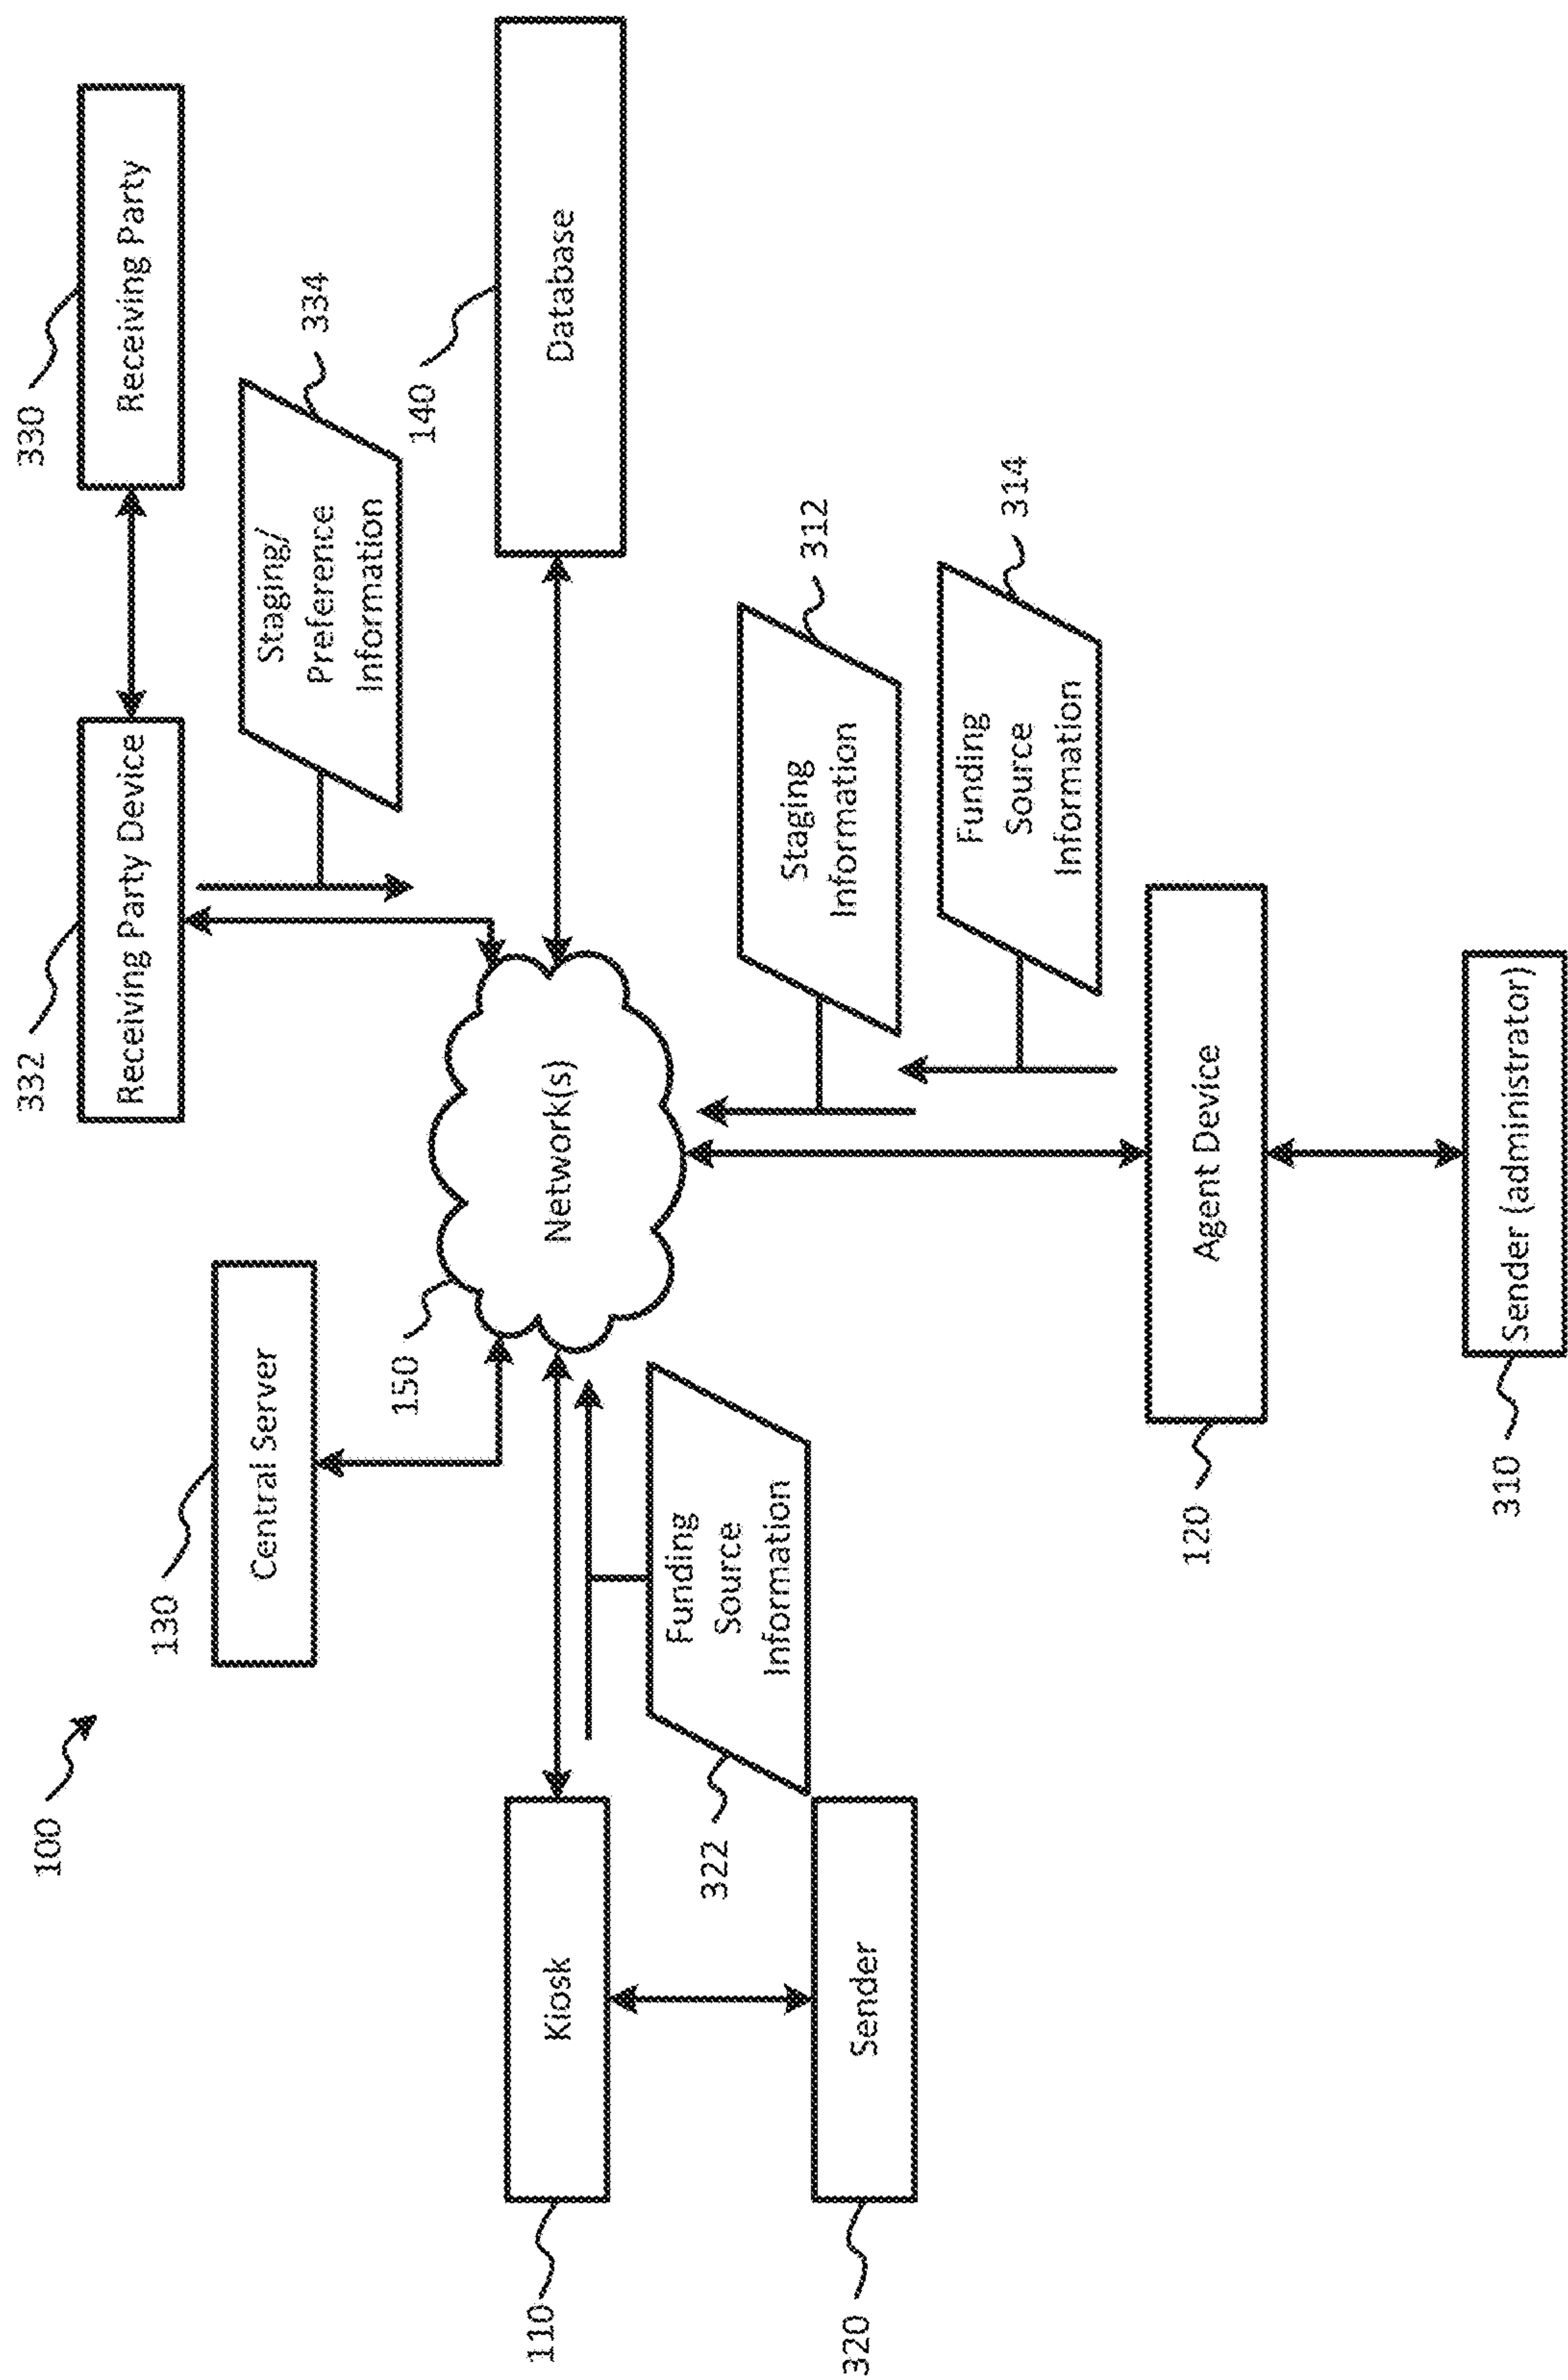 100
130
Central Server
332
Receiving Party Device
330
Receiving Party
Staging/
Preference
Information
334
110
Kiosk
150
Network(s)
140
Database
Funding
Source
Information
322
320
Sender
Staging
Information
312
Funding
Source
Information
314
120
Agent Device
310
Sender (administrator)